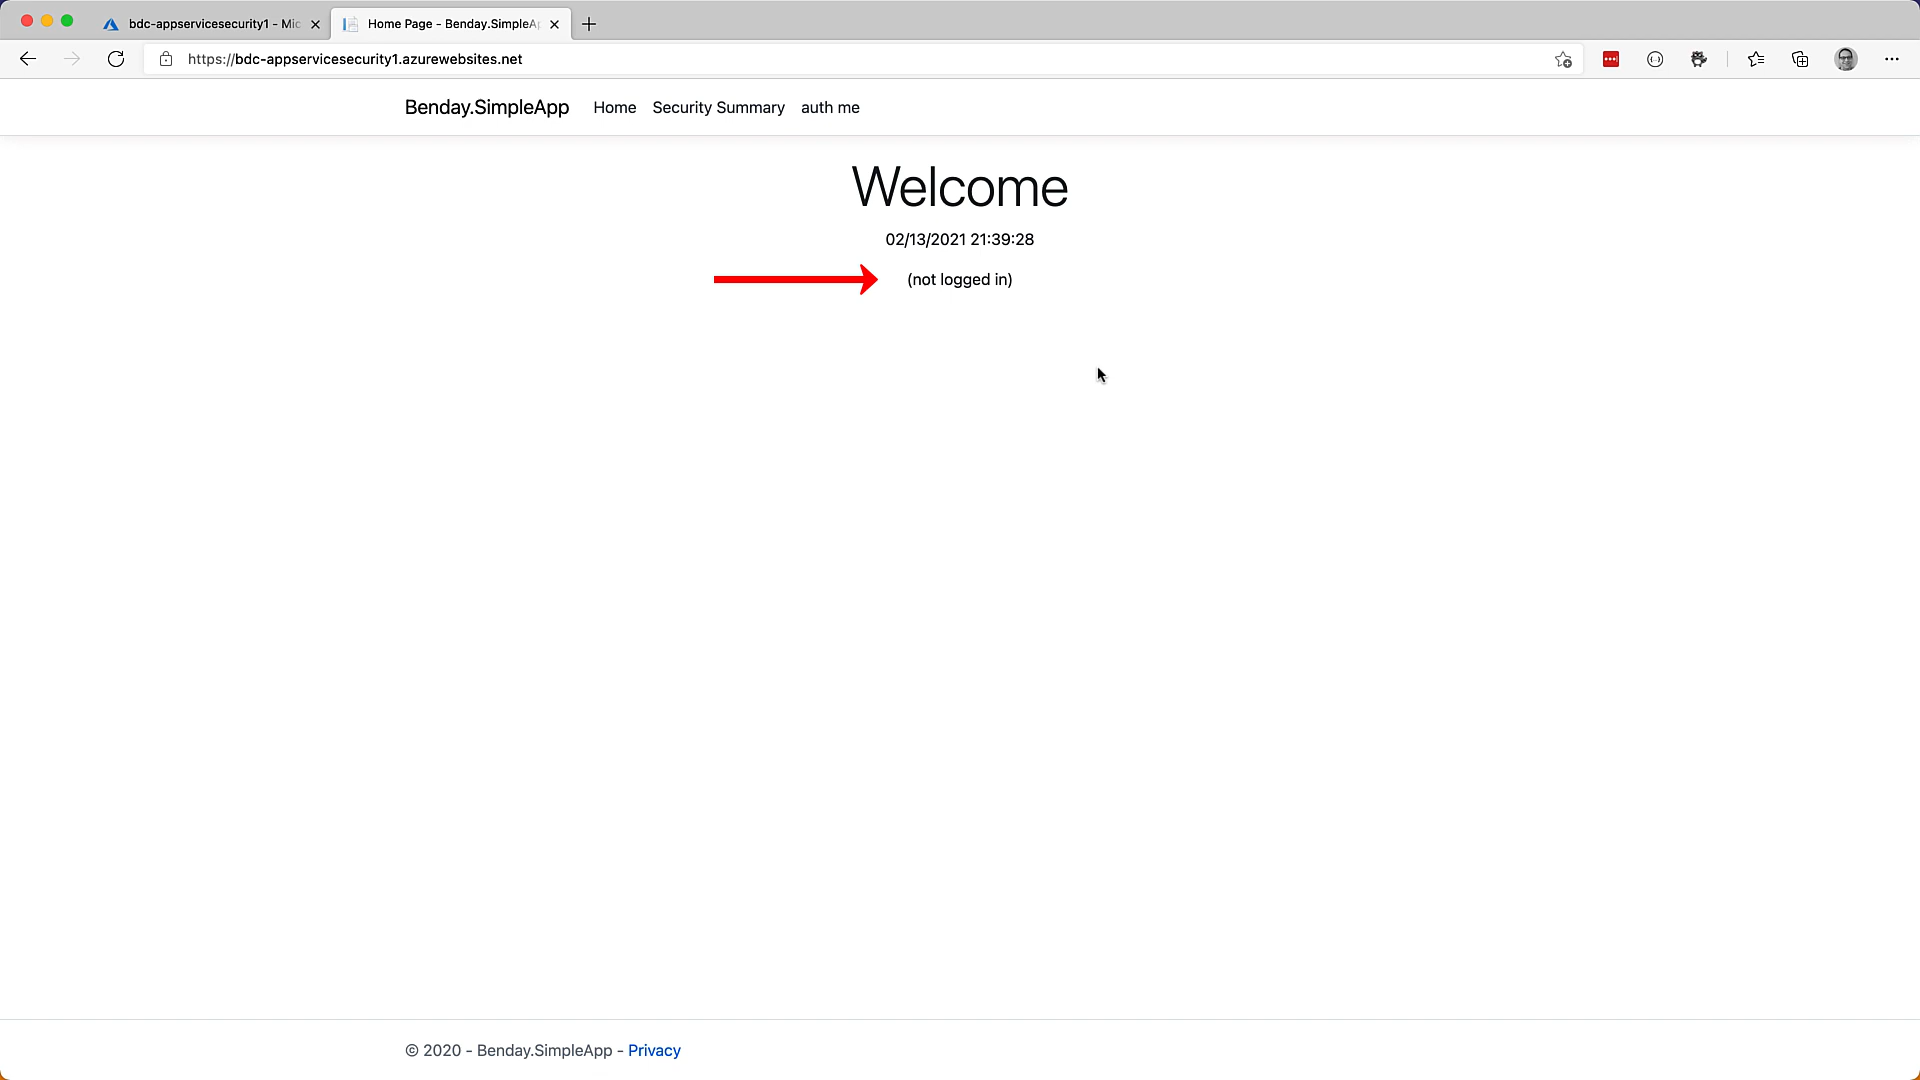 bdc-appservicesecurity1 - Mic
Home Page - Benday.SimpleAp
https://bdc-appservicesecurity1.azurewebsites.net
Benday.SimpleApp Home Security Summary auth me
Welcome
02/13/2021 21:39:28
(not logged in)
© 2020 - Benday.SimpleApp - Privacy